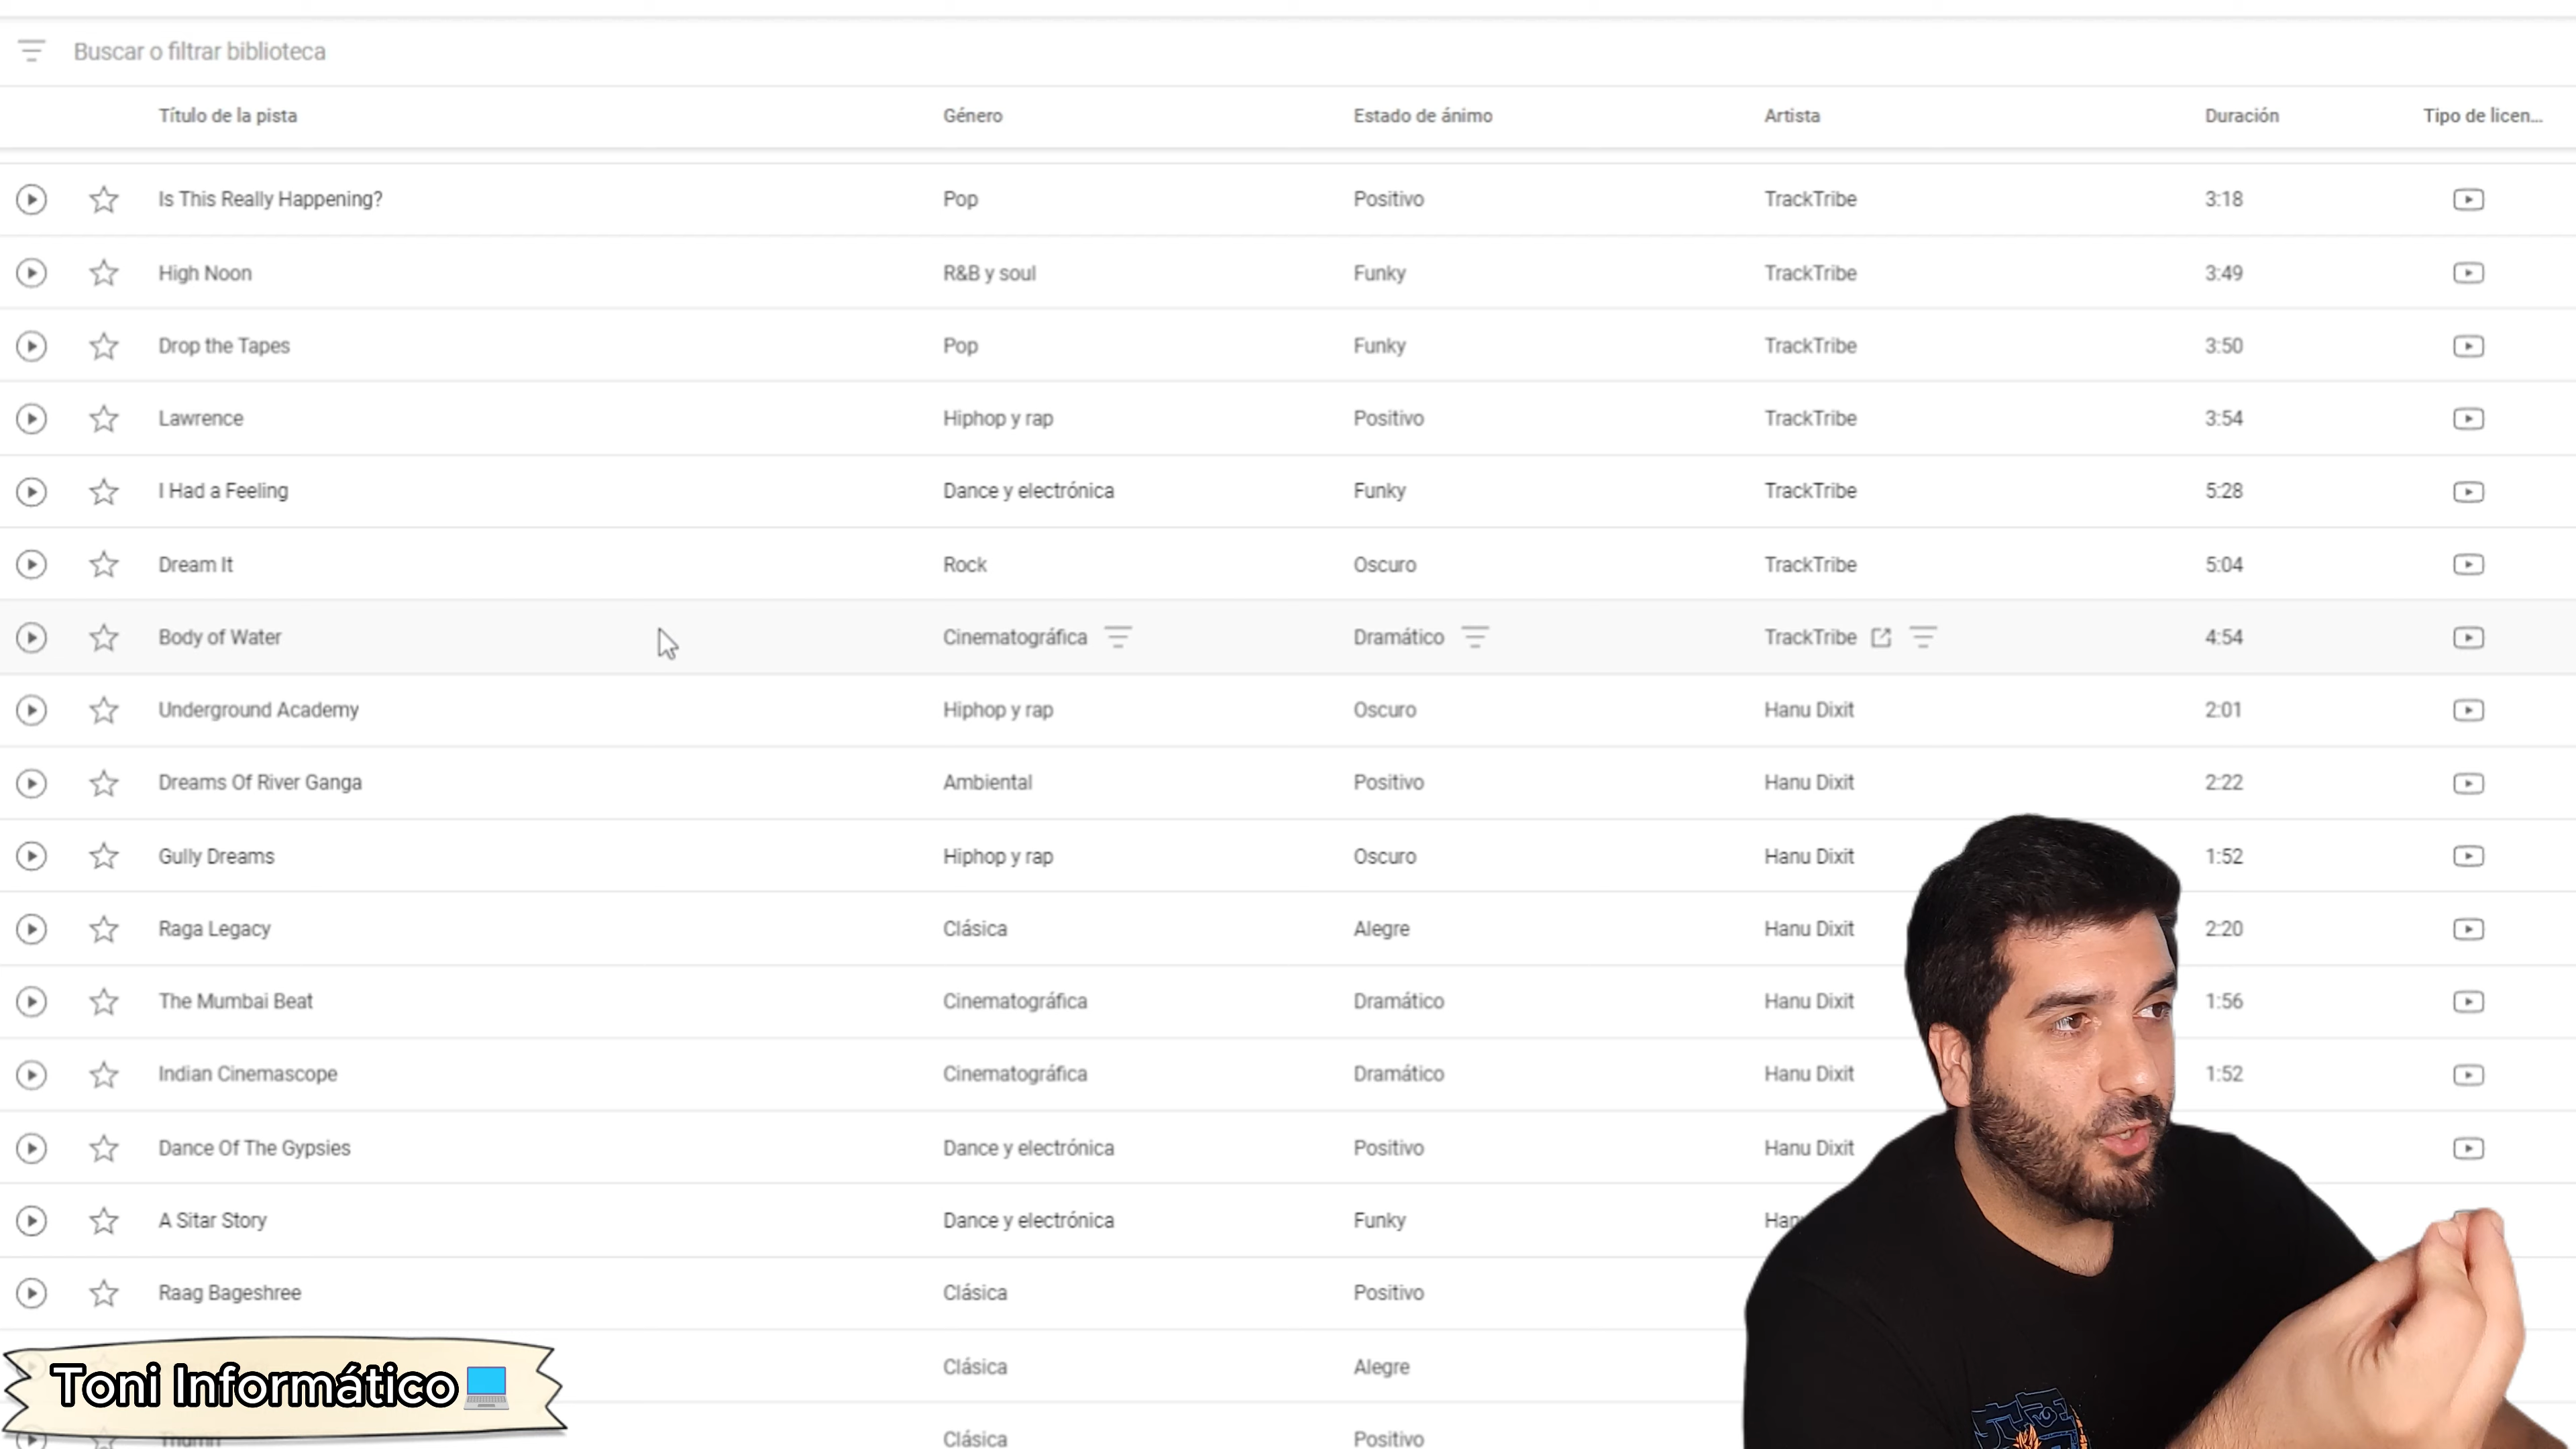 Buscar o filtrar biblioteca
Título de la pista Género Estado de ánimo Artista Duración Tipo de licen...
Is This Really Happening? Pop Positivo TrackTribe 3:18
High Noon R&B y soul Funky TrackTribe 3:49
Drop the Tapes Pop Funky TrackTribe 3:50
Lawrence Hiphop y rap Positivo TrackTribe 3:54
I Had a Feeling Dance y electrónica Funky TrackTribe 5:28
Dream It Rock Oscuro TrackTribe 5:04
Body of Water Cinematográfica Dramático TrackTribe 4:54
Underground Academy Hiphop y rap Oscuro Hanu Dixit 2:01
Dreams Of River Ganga Ambiental Positivo Hanu Dixit 2:22
Gully Dreams Hiphop y rap Oscuro Hanu Dixit 1:52
Raga Legacy Clásica Alegre Hanu Dixit 2:20
The Mumbai Beat Cinematográfica Dramático Hanu Dixit 1:56
Indian Cinemascope Cinematográfica Dramático Hanu Dixit 1:52
Dance Of The Gypsies Dance y electrónica Positivo Hanu Dixit
A Sitar Story Dance y electrónica Funky
Raag Bageshree Clásica Positivo
Clásica Alegre
Toni Informático
Clásica Positivo